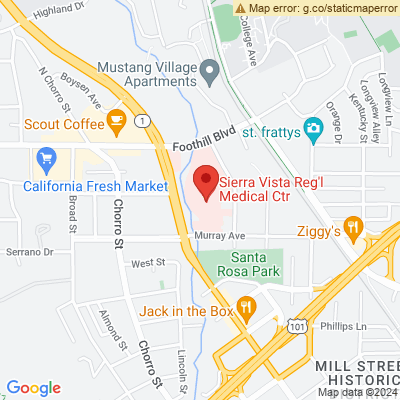 Map error: g.co/staticmaperror
Highland Dr
College Ave
Longview Ln
Longview Alley
Kentucky St
Mustang Village
Apartments
Boysen Ave
N Chorro St
Orange Dr
Scout Coffee
1
Foothill Blvd
st. frattys
California Fresh Market
Sierra Vista Reg'l
Medical Ctr
Broad St
Chorro St
Ziggy's
Murray Ave
Serrano Dr
West St
Santa
Rosa Park
Jack in the Box
101
Phillips Ln
Almond St
Chorro St
Lincoln St
MILL STREE
HISTORIC
DISTRICT
Google
Map data ©2024